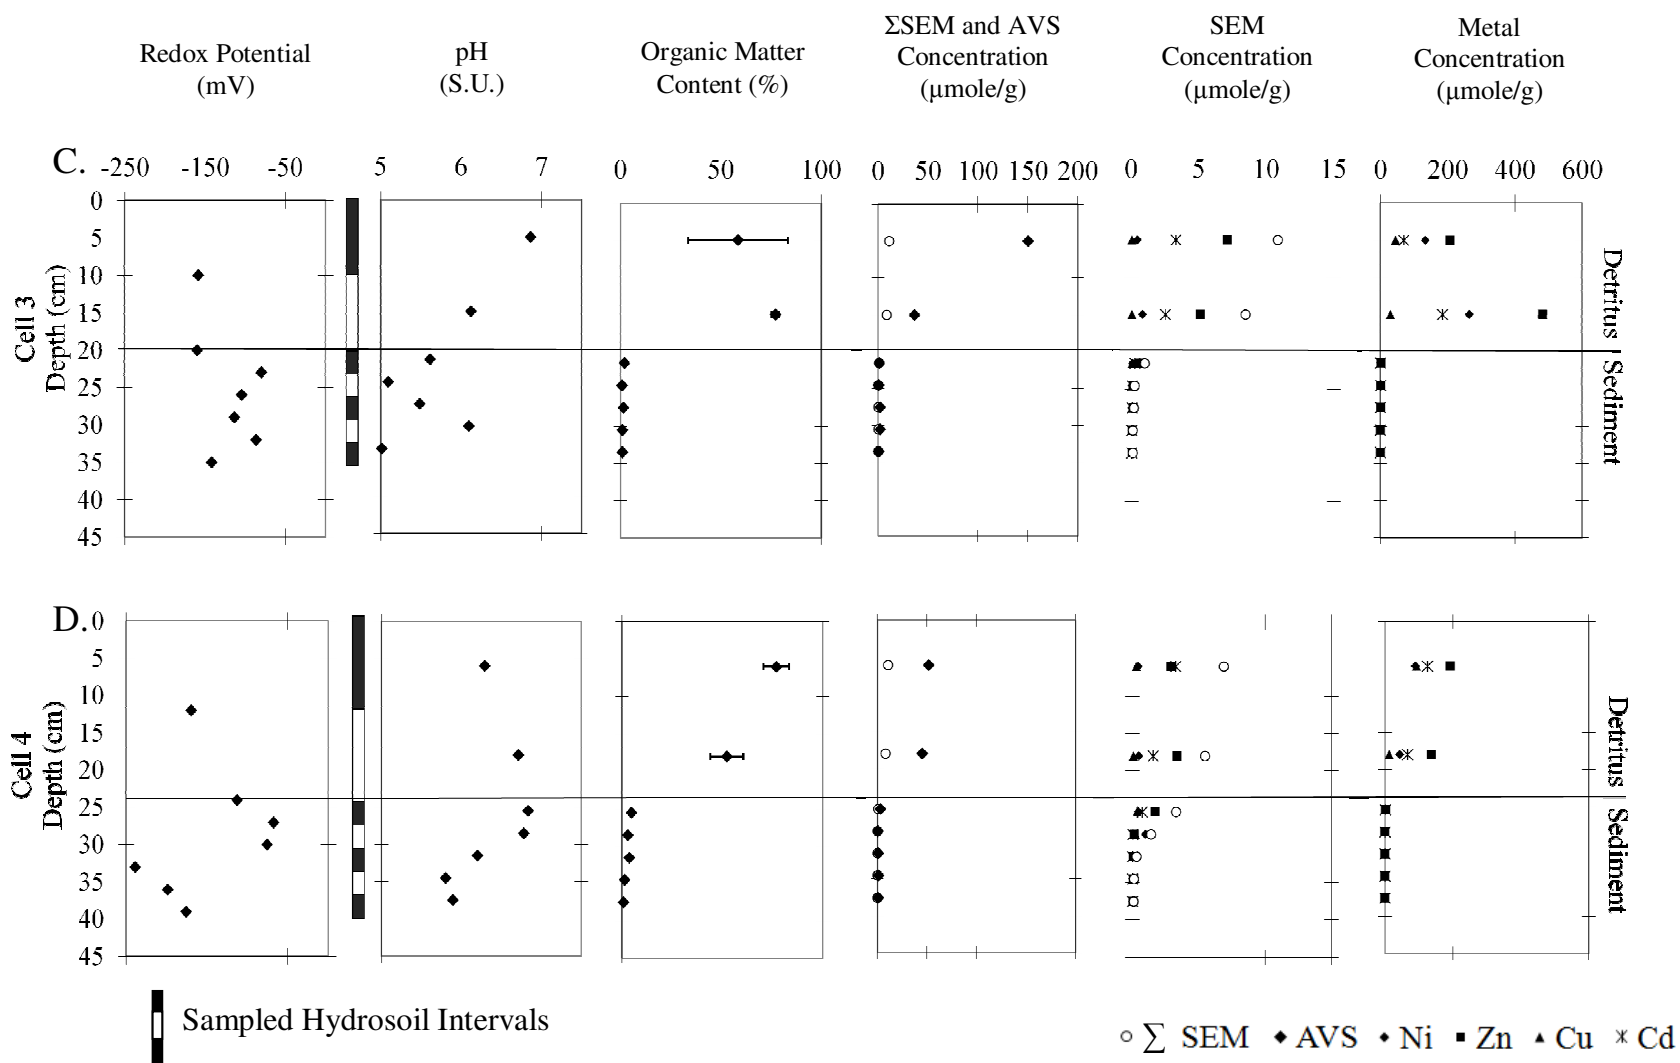 Redox Potential
(mV)
pH
(S.U.)
Organic Matter
Content (%)
ΣSEM and AVS
Concentration
(µmole/g)
SEM
Concentration
(µmole/g)
Metal
Concentration
(µmole/g)
C.
-250 -150 -50
5 6 7
0 50 100
0 50 100 150 200
0 5 10 15
0 200 400 600
Cell 3
Depth (cm)
0
5
10
15
20
25
30
35
40
45
Detritus
Sediment
D.
Cell 4
Depth (cm)
0
5
10
15
20
25
30
35
40
45
Detritus
Sediment
Sampled Hydrosoil Intervals
∑ SEM AVS Ni Zn Cu Cd